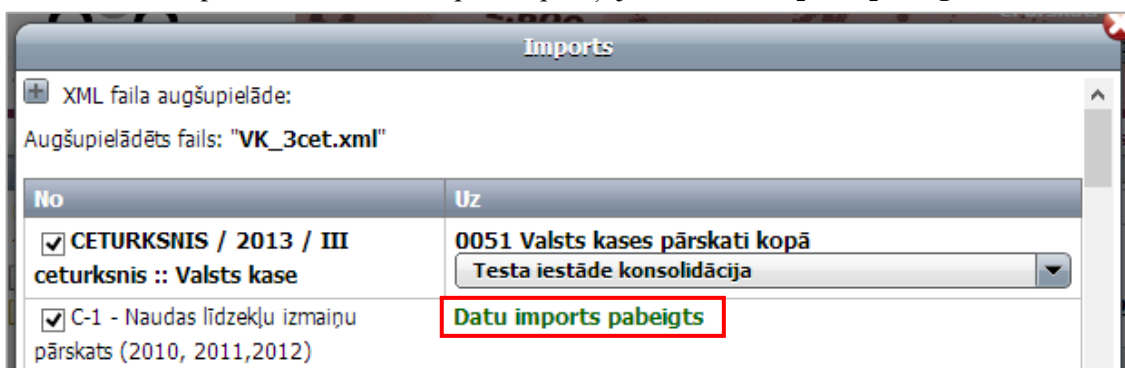 Imports
XML faila augšupielāde:
Augšupielādēts fails: "VK_3cet.xml"
No
Uz
CETURKSNIS / 2013 / III
ceturksnis :: Valsts kase
0051 Valsts kases pārskati kopā
Testa iestāde konsolidācija
C-1 - Naudas līdzekļu izmaiņu
pārskats (2010, 2011,2012)
Datu imports pabeigts